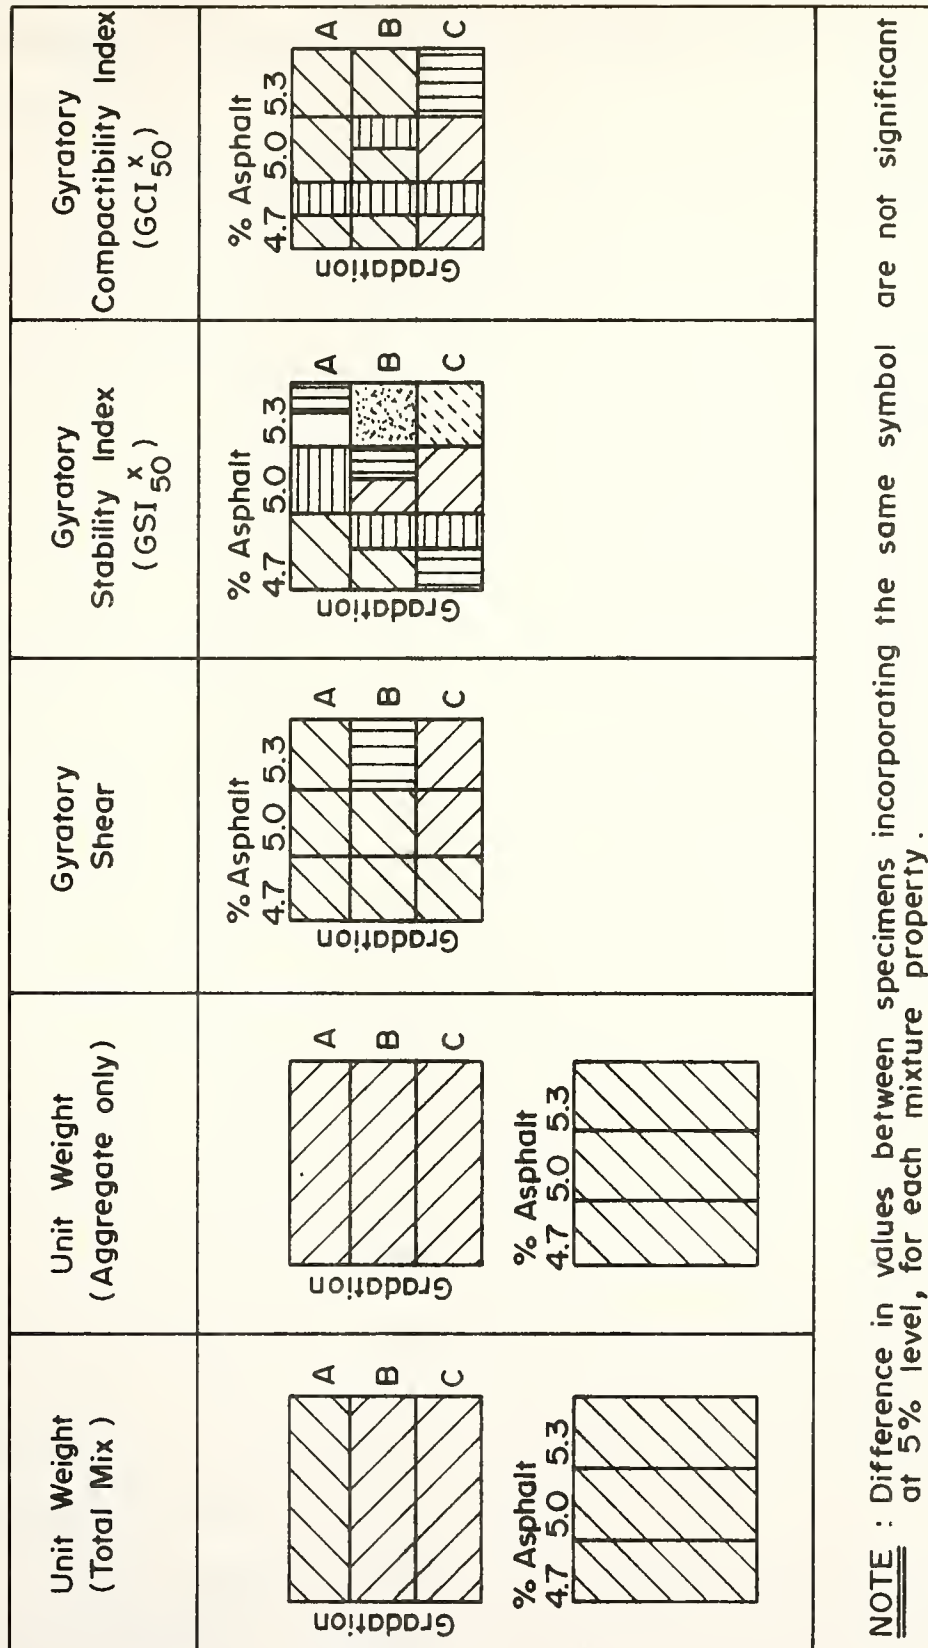 Unit Weight
(Total Mix)
Unit Weight
(Aggregate only)
Gyratory
Shear
Gyratory
Stability Index
(GSI x 50)
Gyratory
Compactibility Index
(GCI x 50)
Gradation
A
B
C
% Asphalt
4.7 5.0 5.3
Gradation
A
B
C
% Asphalt
4.7 5.0 5.3
% Asphalt
4.7 5.0 5.3
Gradation
A
B
C
% Asphalt
4.7 5.0 5.3
Gradation
A
B
C
% Asphalt
4.7 5.0 5.3
Gradation
A
B
C
NOTE : Difference in values between specimens incorporating the same symbol are not significant
at 5% level, for each mixture property.